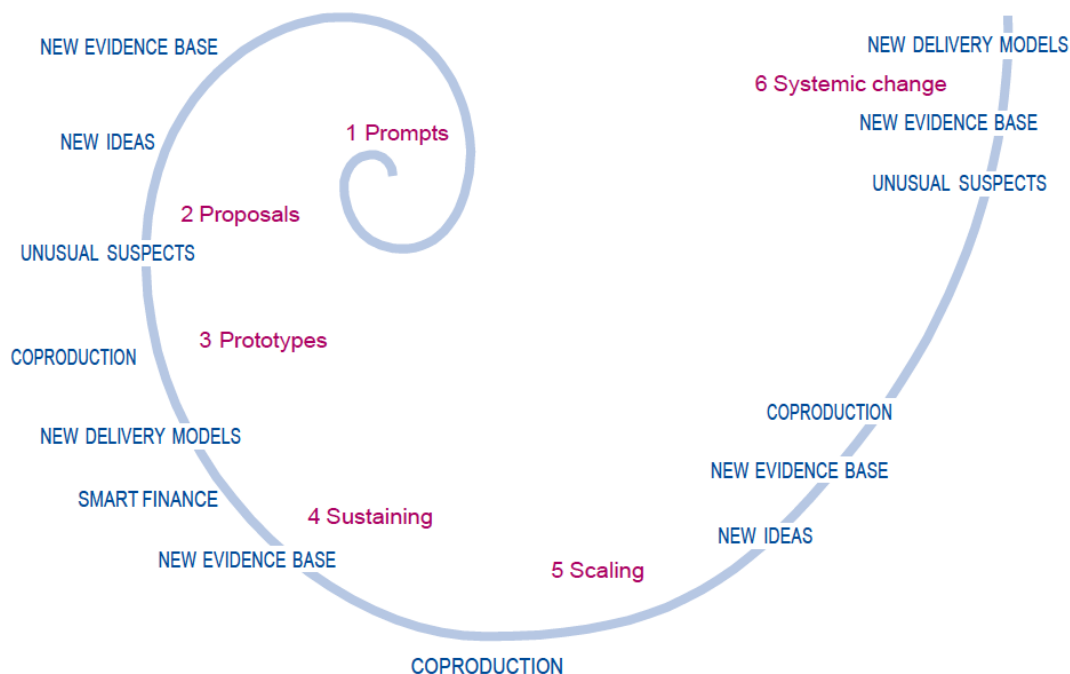 NEW DELIVERY MODELS
NEW EVIDENCE BASE
6 Systemic change
1 Prompts
NEW EVIDENCE BASE
NEW IDEAS
UNUSUAL SUSPECTS
2 Proposals
UNUSUAL SUSPECTS
3 Prototypes
COPRODUCTION
COPRODUCTION
NEW DELIVERY MODELS
NEW EVIDENCE BASE
SMART FINANCE
4 Sustaining
NEW IDEAS
NEW EVIDENCE BASE
5 Scaling
COPRODUCTION